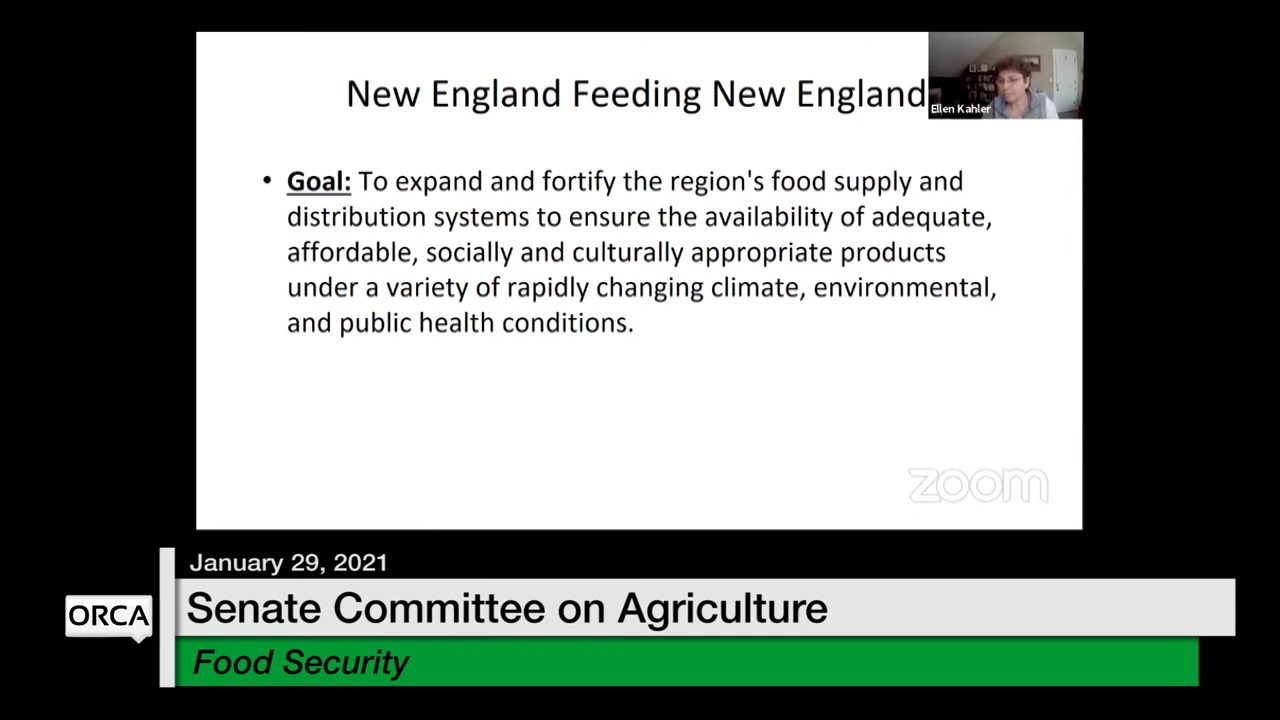 New England Feeding New England
Ellen Kahler
• Goal: To expand and fortify the region's food supply and
distribution systems to ensure the availability of adequate,
affordable, socially and culturally appropriate products
under a variety of rapidly changing climate, environmental,
and public health conditions.
zoom
January 29, 2021
ORCA
Senate Committee on Agriculture
Food Security